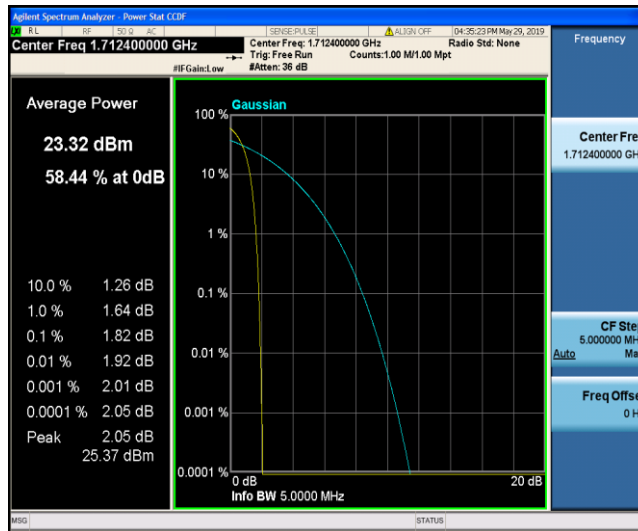 Agilent Spectrum Analyzer - Power Stat CCDF
RL RF 50 Ω AC SENSE:PULSE ALIGN OFF 04:35:23 PM May 29, 2019
Center Freq 1.712400000 GHz
Center Freq: 1.712400000 GHz Radio Std: None
Trig: Free Run Counts:1.00 M/1.00 Mpt
#IFGain:Low #Atten: 36 dB
Frequency
Average Power
23.32 dBm
58.44 % at 0dB
10.0 % 1.26 dB
1.0 % 1.64 dB
0.1 % 1.82 dB
0.01 % 1.92 dB
0.001 % 2.01 dB
0.0001 % 2.05 dB
Peak 2.05 dB
25.37 dBm
Gaussian
100 %
10 %
1 %
0.1 %
0.01 %
0.001 %
0.0001 %
0 dB 20 dB
Info BW 5.0000 MHz
Center Fre
1.712400000 GH
CF Ste
5.000000 MH
Auto Ma
Freq Offse
0 H
MSG STATUS